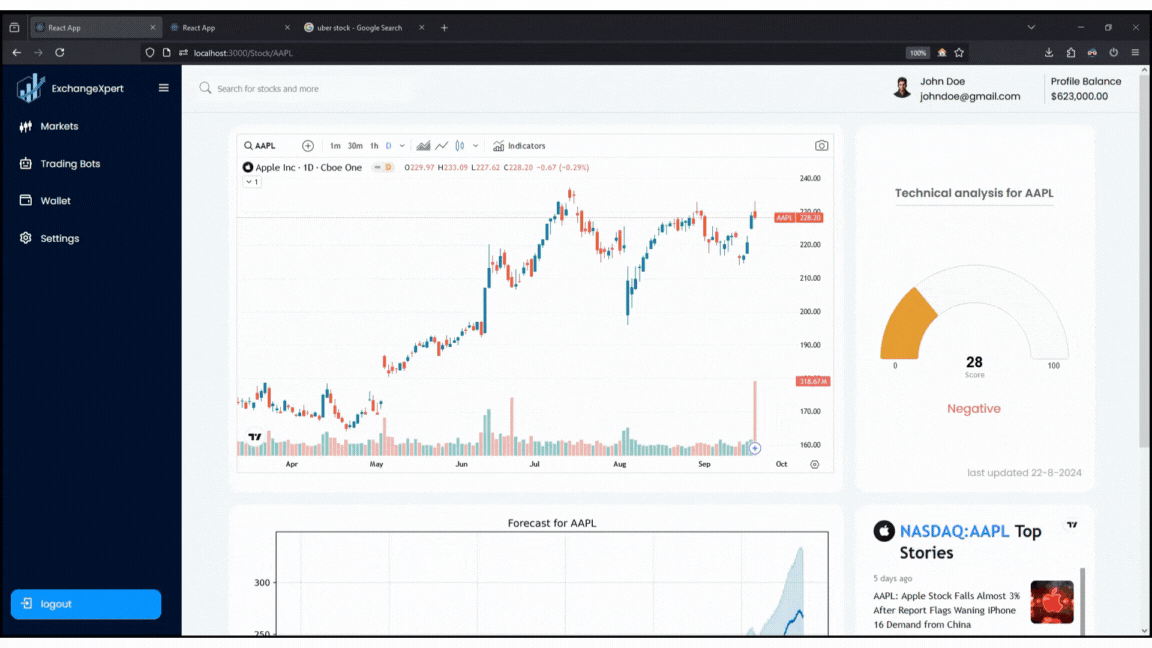 React App
React App
uber stock - Google Search
localhost:3000/Stock/AAPL
100%
ExchangeXpert
Search for stocks and more
John Doe
johndoe@gmail.com
Profile Balance
$623,000.00
Markets
Trading Bots
Wallet
Settings
logout
AAPL
1m 30m 1h D
Indicators
Apple Inc · 1D · Cboe One
D
O229.97 H233.09 L227.62 C228.20 −0.67 (−0.29%)
1
240.00
230.00
AAPL 228.20
220.00
210.00
200.00
190.00
318.67M
170.00
160.00
Apr May Jun Jul Aug Sep Oct
Technical analysis for AAPL
28
Score
0
100
Negative
last updated 22-8-2024
Forecast for AAPL
300
250
NASDAQ:AAPL Top
Stories
5 days ago
AAPL: Apple Stock Falls Almost 3%
After Report Flags Waning iPhone
16 Demand from China